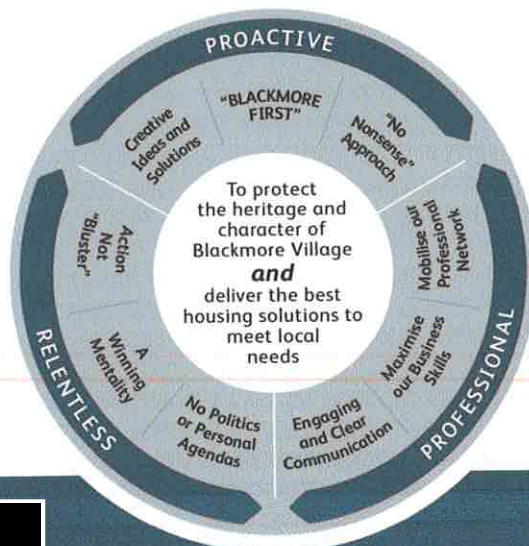 PROACTIVE
Creative
Ideas and
Solutions
"BLACKMORE
FIRST"
"No
Nonsense"
Approach
Mobilise our
Professional
Network
Maximise
our Business
Skills
Engaging
and Clear
Communication
PROFESSIONAL
No Politics
or Personal
Agendas
A
Winning
Mentality
Action
Not
"Bluster"
RELENTLESS
To protect
the heritage and
character of
Blackmore Village
and
deliver the best
housing solutions to
meet local
needs